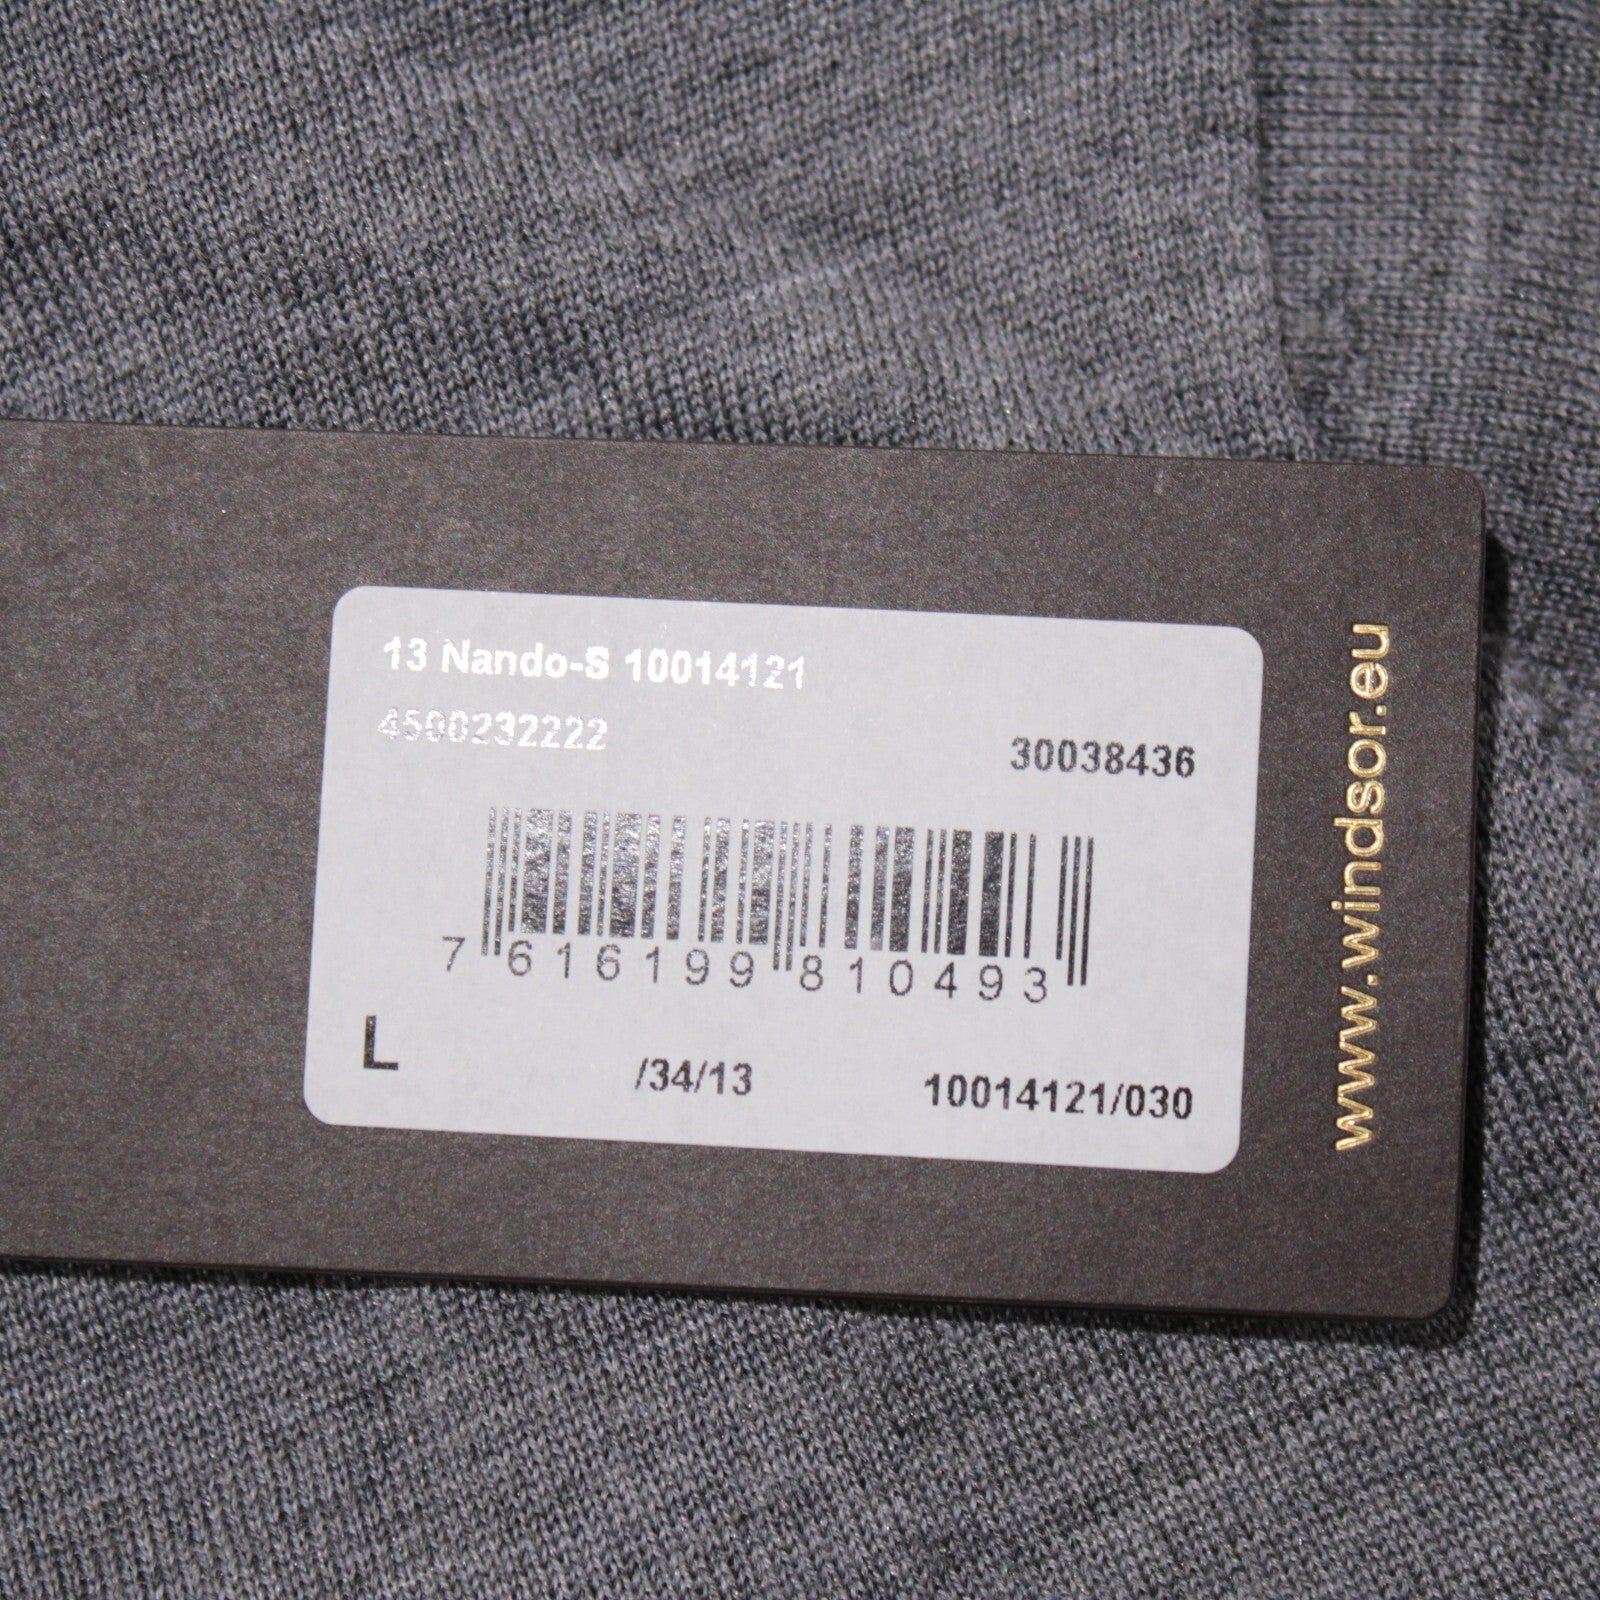 13 Nando-S 10014121
4500232222
30038436
7 616199 810493
L /34/13 10014121/030
www.windsor.eu